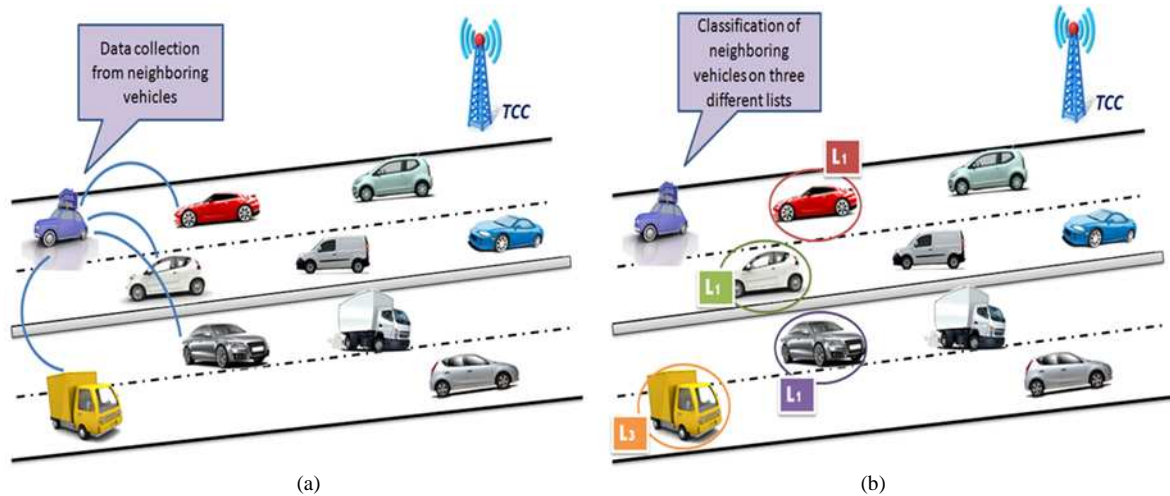 Data collection
from neighboring
vehicles
TCC
(a)
Classification of
neighboring
vehicles on three
different lists
TCC
L1
L1
L1
L3
(b)